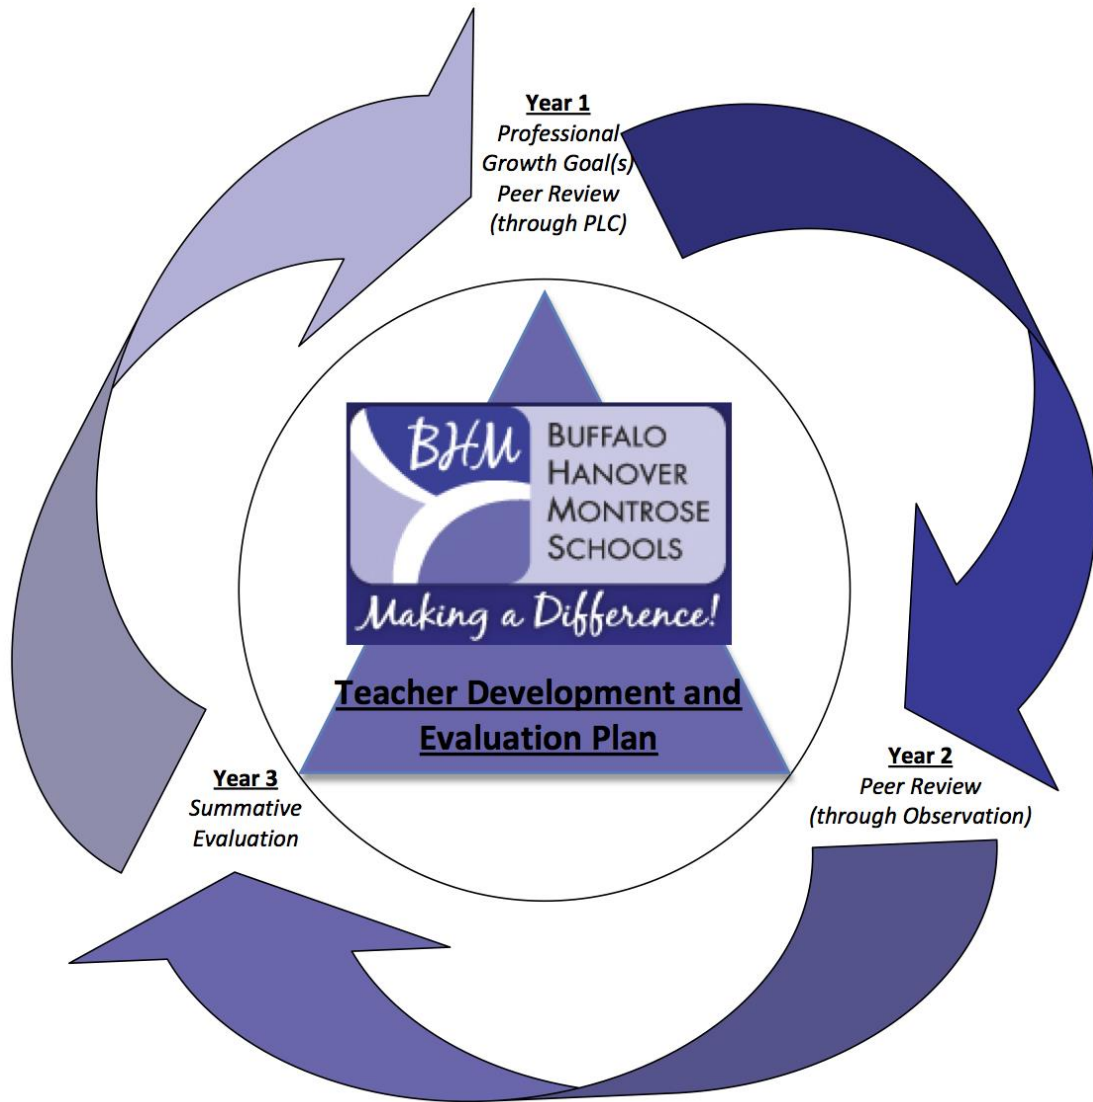 Year 1
Professional
Growth Goal(s)
Peer Review
(through PLC)
BHM
BUFFALO
HANOVER
MONTROSE
SCHOOLS
Making a Difference!
Teacher Development and
Evaluation Plan
Year 2
Peer Review
(through Observation)
Year 3
Summative
Evaluation